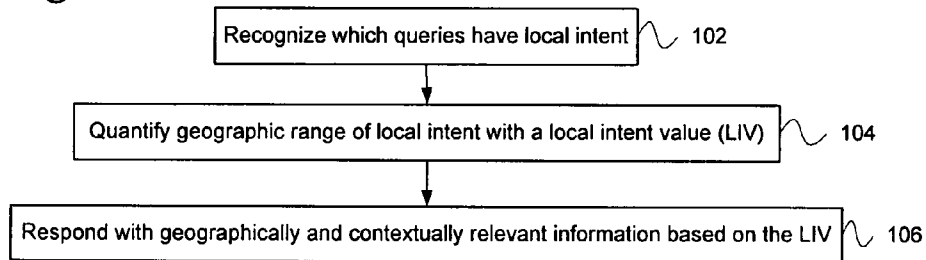 Recognize which queries have local intent 102
Quantify geographic range of local intent with a local intent value (LIV) 104
Respond with geographically and contextually relevant information based on the LIV 106